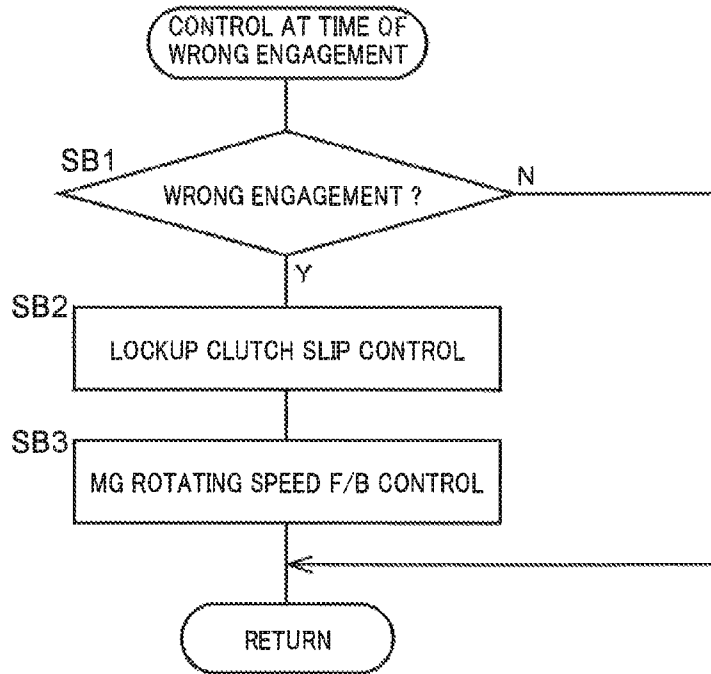 CONTROL AT TIME OF
WRONG ENGAGEMENT
SB1
WRONG ENGAGEMENT ?
N
Y
SB2
LOCKUP CLUTCH SLIP CONTROL
SB3
MG ROTATING SPEED F/B CONTROL
RETURN